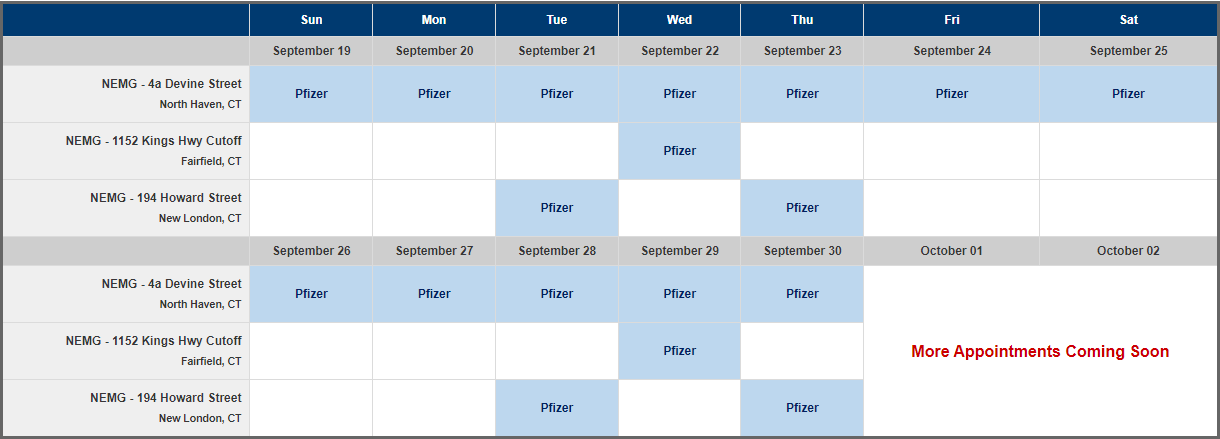 Sun Mon Tue Wed Thu Fri Sat
September 19 September 20 September 21 September 22 September 23 September 24 September 25
NEMG - 4a Devine Street
North Haven, CT
Pfizer Pfizer Pfizer Pfizer Pfizer Pfizer Pfizer
NEMG - 1152 Kings Hwy Cutoff
Fairfield, CT
Pfizer
NEMG - 194 Howard Street
New London, CT
Pfizer Pfizer
September 26 September 27 September 28 September 29 September 30 October 01 October 02
NEMG - 4a Devine Street
North Haven, CT
Pfizer Pfizer Pfizer Pfizer Pfizer
NEMG - 1152 Kings Hwy Cutoff
Fairfield, CT
Pfizer
More Appointments Coming Soon
NEMG - 194 Howard Street
New London, CT
Pfizer Pfizer